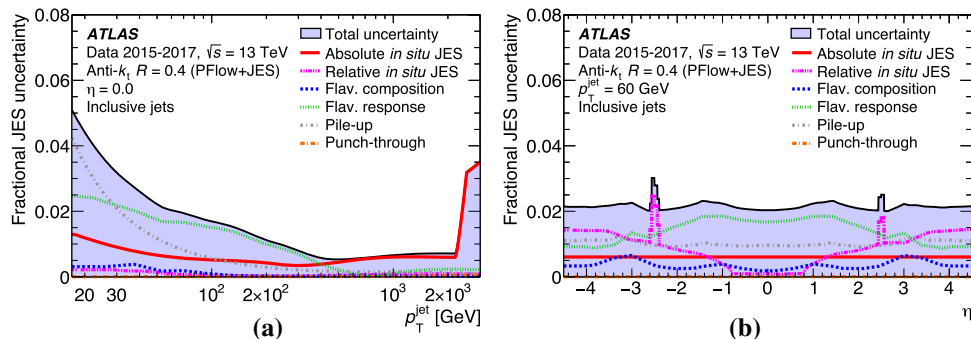 Fractional JES uncertainty
0.08
0.06
0.04
0.02
0
ATLAS
Data 2015-2017, √s = 13 TeV
Anti-kt R = 0.4 (PFlow+JES)
η = 0.0
Inclusive jets
Total uncertainty
Absolute in situ JES
Relative in situ JES
Flav. composition
Flav. response
Pile-up
Punch-through
20 30 10² 2×10² 10³ 2×10³
pT^jet [GeV]
(a)
Fractional JES uncertainty
0.08
0.06
0.04
0.02
0
ATLAS
Data 2015-2017, √s = 13 TeV
Anti-kt R = 0.4 (PFlow+JES)
pT^jet = 60 GeV
Inclusive jets
Total uncertainty
Absolute in situ JES
Relative in situ JES
Flav. composition
Flav. response
Pile-up
Punch-through
−4 −3 −2 −1 0 1 2 3 4
η
(b)